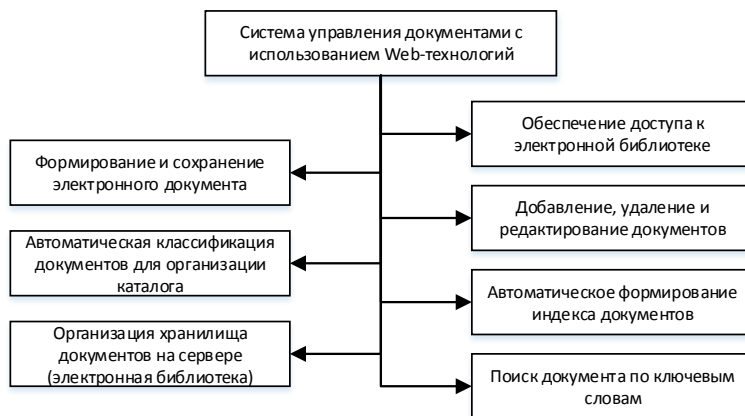 Система управления документами с
использованием Web-технологий
Формирование и сохранение
электронного документа
Автоматическая классификация
документов для организации
каталога
Организация хранилища
документов на сервере
(электронная библиотека)
Обеспечение доступа к
электронной библиотеке
Добавление, удаление и
редактирование документов
Автоматическое формирование
индекса документов
Поиск документа по ключевым
словам